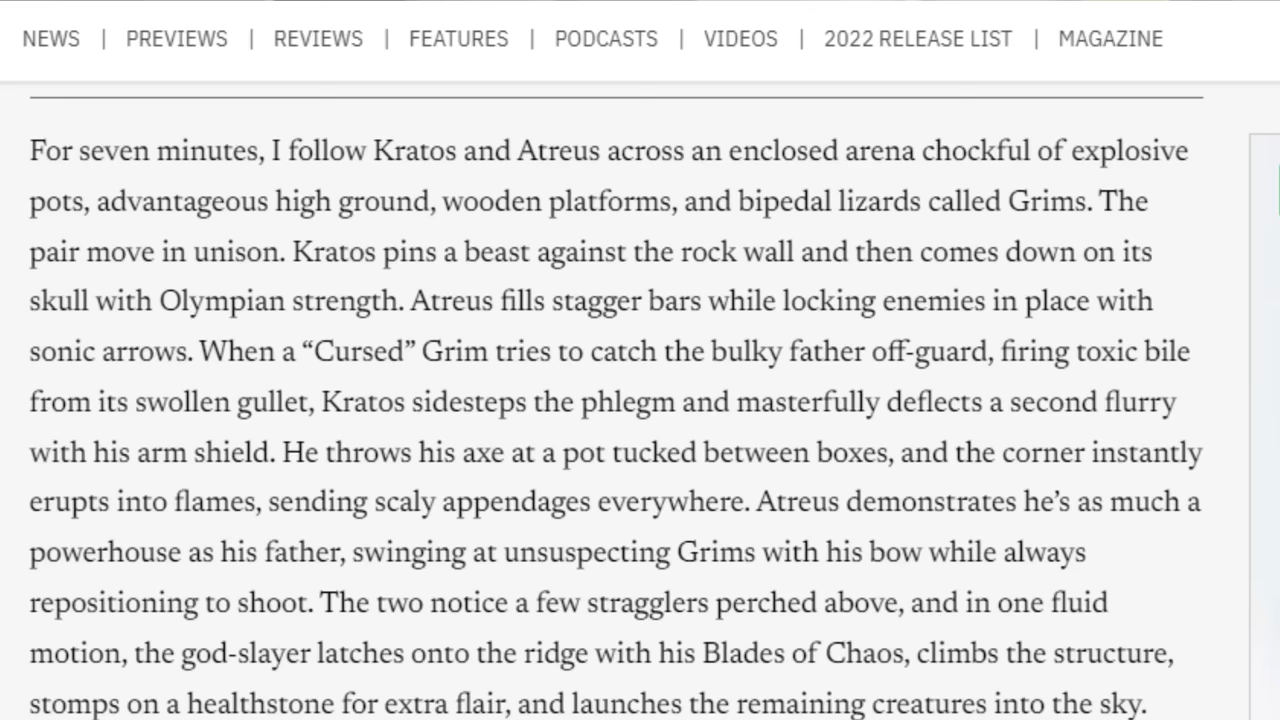 NEWS | PREVIEWS | REVIEWS | FEATURES | PODCASTS | VIDEOS | 2022 RELEASE LIST | MAGAZINE
For seven minutes, I follow Kratos and Atreus across an enclosed arena chockful of explosive
pots, advantageous high ground, wooden platforms, and bipedal lizards called Grims. The
pair move in unison. Kratos pins a beast against the rock wall and then comes down on its
skull with Olympian strength. Atreus fills stagger bars while locking enemies in place with
sonic arrows. When a “Cursed” Grim tries to catch the bulky father off-guard, firing toxic bile
from its swollen gullet, Kratos sidesteps the phlegm and masterfully deflects a second flurry
with his arm shield. He throws his axe at a pot tucked between boxes, and the corner instantly
erupts into flames, sending scaly appendages everywhere. Atreus demonstrates he’s as much a
powerhouse as his father, swinging at unsuspecting Grims with his bow while always
repositioning to shoot. The two notice a few stragglers perched above, and in one fluid
motion, the god-slayer latches onto the ridge with his Blades of Chaos, climbs the structure,
stomps on a healthstone for extra flair, and launches the remaining creatures into the sky.